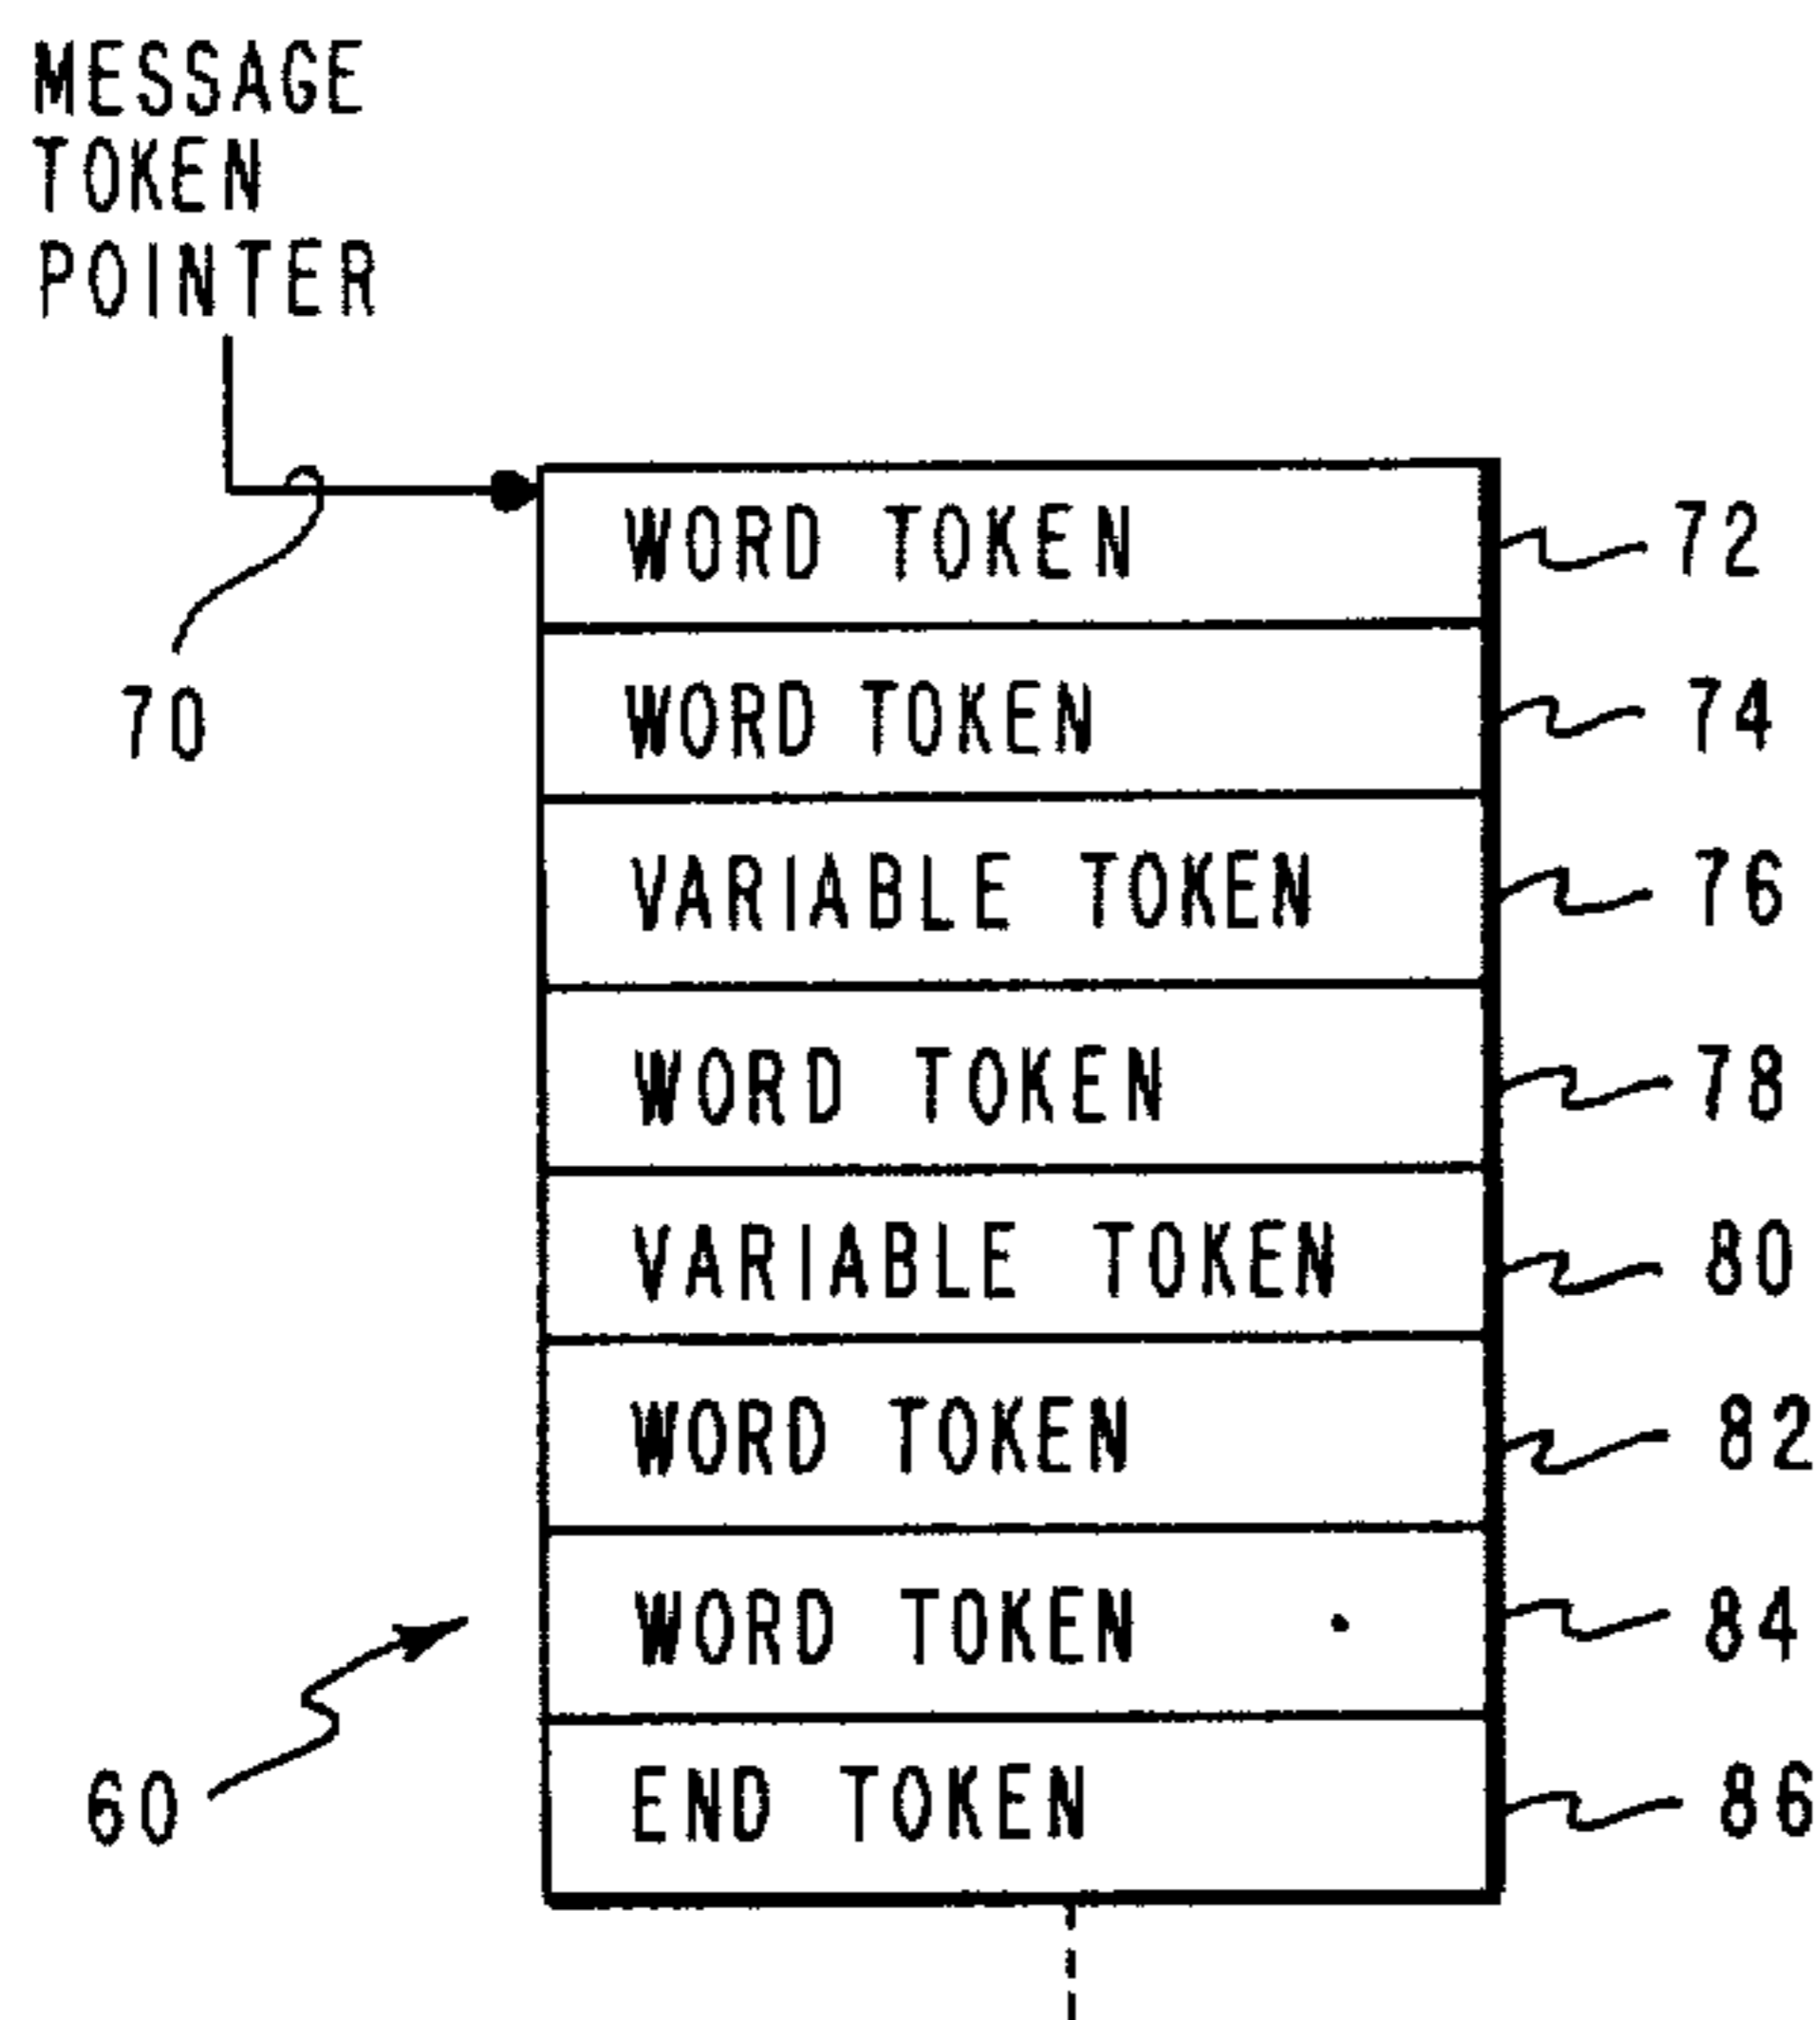 MESSAGE
TOKEN
POINTER
WORD TOKEN 72
70
WORD TOKEN 74
VARIABLE TOKEN 76
WORD TOKEN 78
VARIABLE TOKEN 80
WORD TOKEN 82
WORD TOKEN 84
60
END TOKEN 86